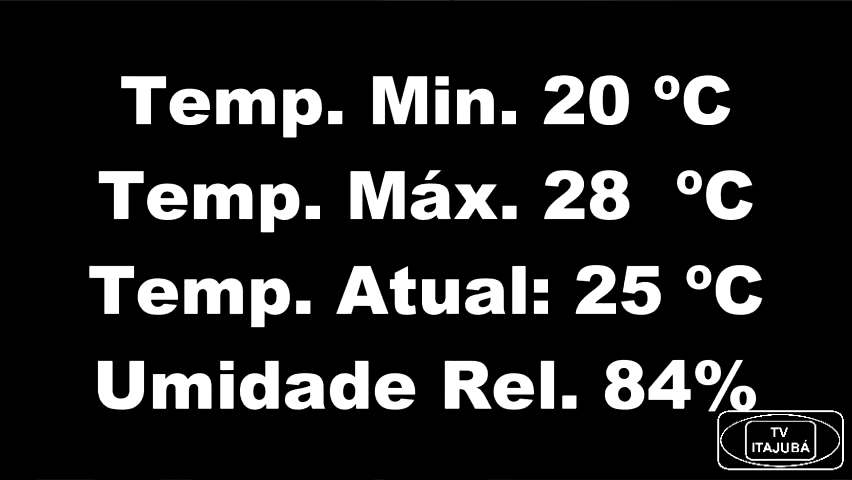 Temp. Min. 20 ºC
Temp. Máx. 28 ºC
Temp. Atual: 25 ºC
Umidade Rel. 84%
TV
ITAJUBÁ